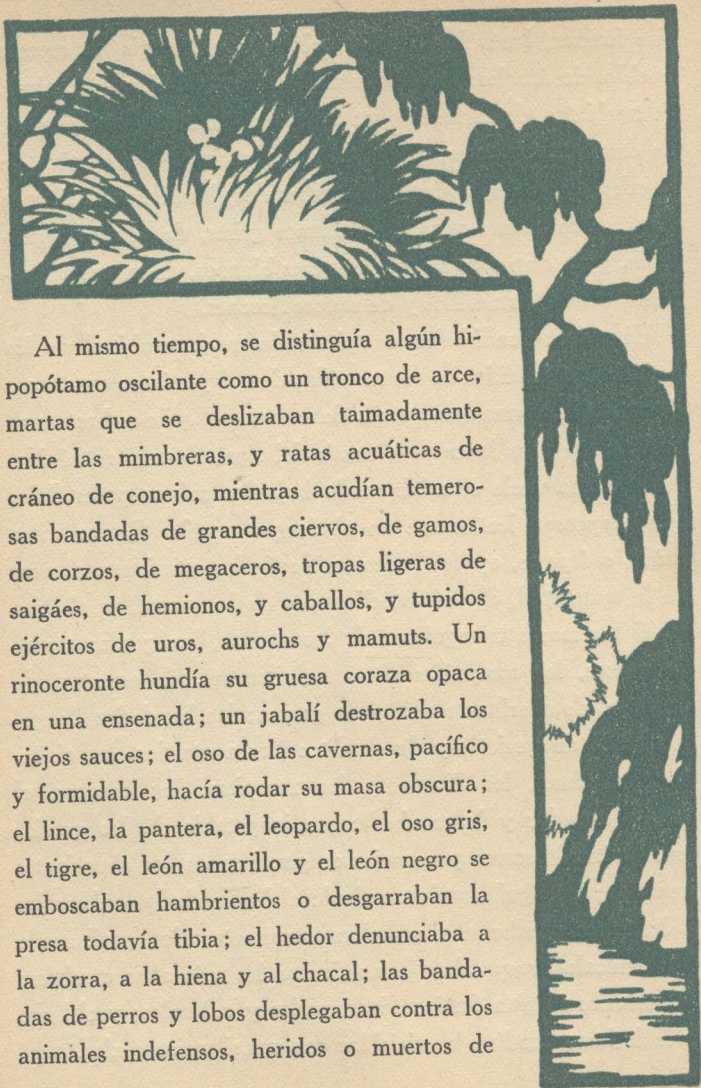 Al mismo tiempo, se distinguía algún hi-
popótamo oscilante como un tronco de arce,
martas que se deslizaban taimadamente
entre las mimbreras, y ratas acuáticas de
cráneo de conejo, mientras acudían temero-
sas bandadas de grandes ciervos, de gamos,
de corzos, de megaceros, tropas ligeras de
saigáes, de hemionos, y caballos, y tupidos
ejércitos de uros, aurochs y mamuts. Un
rinoceronte hundía su gruesa coraza opaca
en una ensenada; un jabalí destrozaba los
viejos sauces; el oso de las cavernas, pacífico
y formidable, hacía rodar su masa obscura;
el lince, la pantera, el leopardo, el oso gris,
el tigre, el león amarillo y el león negro se
emboscaban hambrientos o desgarraban la
presa todavía tibia; el hedor denunciaba a
la zorra, a la hiena y al chacal; las banda-
das de perros y lobos desplegaban contra los
animales indefensos, heridos o muertos de